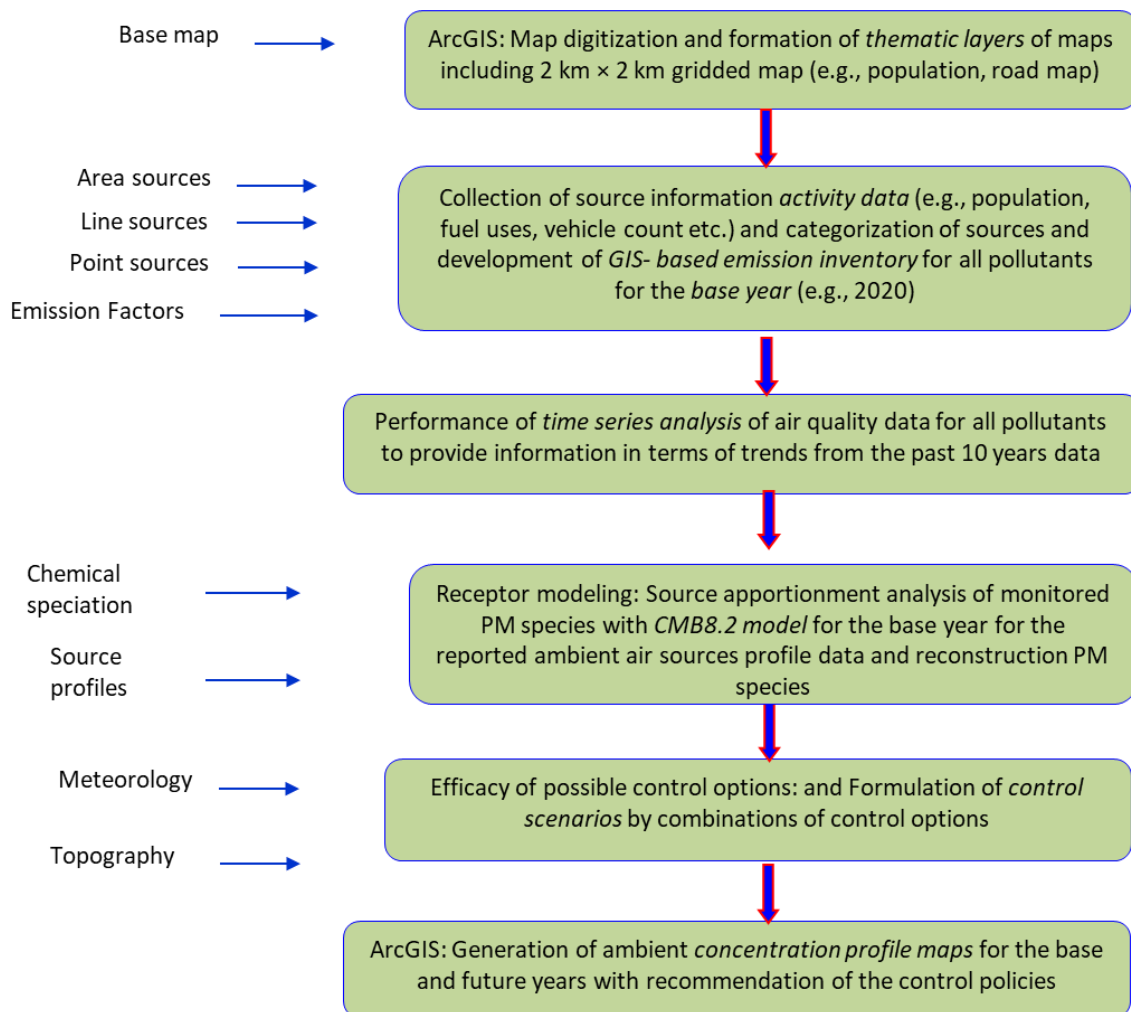 Base map
ArcGIS: Map digitization and formation of thematic layers of maps
including 2 km × 2 km gridded map (e.g., population, road map)
Area sources
Line sources
Point sources
Emission Factors
Collection of source information activity data (e.g., population,
fuel uses, vehicle count etc.) and categorization of sources and
development of GIS- based emission inventory for all pollutants
for the base year (e.g., 2020)
Performance of time series analysis of air quality data for all pollutants
to provide information in terms of trends from the past 10 years data
Chemical
speciation
Source
profiles
Receptor modeling: Source apportionment analysis of monitored
PM species with CMB8.2 model for the base year for the
reported ambient air sources profile data and reconstruction PM
species
Meteorology
Topography
Efficacy of possible control options: and Formulation of control
scenarios by combinations of control options
ArcGIS: Generation of ambient concentration profile maps for the base
and future years with recommendation of the control policies